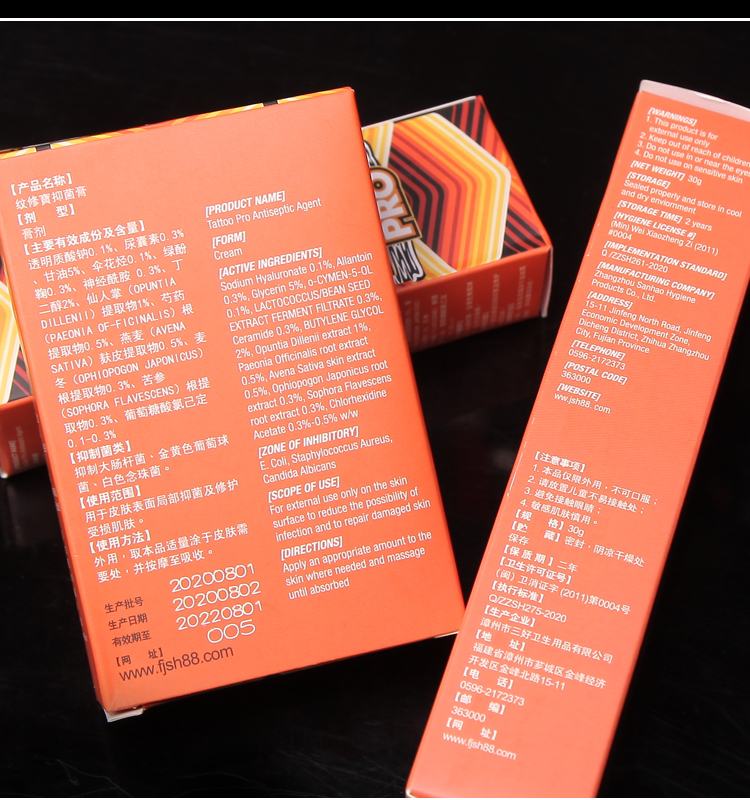 【产品名称】
纹修寶抑菌膏
【剂 型】
膏剂
【主要有效成份及含量】
透明质酸钠0.1%、尿囊素0.3%
、甘油5%、伞花烃0.1%、绿酚
鞠0.3%、神经酰胺 0.3%、丁
二醇2%、仙人掌（OPUNTIA
DILLENII）提取物1%、芍药
（PAEONIA OF-FICINALIS）根
提取物0.5%、燕麦（AVENA
SATIVA）麸皮提取物0.5%、麦
冬（OPHIOPOGON JAPONICUS）
根提取物0.3%、苦参
（SOPHORA FLAVESCENS）根提
取物0.3%、葡萄糖酸氯己定
0.1-0.3%
【抑制菌类】
抑制大肠杆菌、金黄色葡萄球
菌、白色念珠菌。
【使用范围】
用于皮肤表面局部抑菌及修护
受损肌肤。
【使用方法】
外用，取本品适量涂于皮肤需
要处，并按摩至吸收。
生产批号 20200801
生产日期 20200802
有效期至 20220801
005
【网 址】
www.fjsh88.com
[PRODUCT NAME]
Tattoo Pro Antiseptic Agent
[FORM]
Cream
[ACTIVE INGREDIENTS]
Sodium Hyaluronate 0.1%, Allantoin
0.3%, Glycerin 5%, o-CYMEN-5-OL
0.1%, LACTOCOCCUS/BEAN SEED
EXTRACT FERMENT FILTRATE 0.3%,
Ceramide 0.3%, BUTYLENE GLYCOL
2%, Opuntia Dillenii extract 1%,
Paeonia Officinalis root extract
0.5%, Avena Sativa skin extract
0.5%, Ophiopogon Japonicus root
extract 0.3%, Sophora Flavescens
root extract 0.3%, Chlorhexidine
Acetate 0.3%-0.5% w/w
[ZONE OF INHIBITORY]
E. Coli, Staphylococcus Aureus,
Candida Albicans
[SCOPE OF USE]
For external use only on the skin
surface to reduce the possibility of
infection and to repair damaged skin
[DIRECTIONS]
Apply an appropriate amount to the
skin where needed and massage
until absorbed
PRO
[WARNINGS]
1. This product is for
external use only
2. Keep out of reach of children
3. Do not use in or near the eyes
4. Do not use on sensitive skin
[NET WEIGHT] 30g
[STORAGE]
Sealed properly and store in cool
and dry enviornment
[STORAGE TIME] 2 years
[HYGIENE LICENSE #]
(Min) Wei Xiaozheng Zi (2011)
#0004
[IMPLEMENTATION STANDARD]
Q /ZZSH261-2020
[MANUFACTURING COMPANY]
Zhangzhou Sanhao Hygiene
Products Co., Ltd.
[ADDRESS]
15-11 Jinfeng North Road, Jinfeng
Economic Development Zone,
Dicheng District, Zhihua Zhangzhou
City, Fujian Province
[TELEPHONE]
0596-2172373
[POSTAL CODE]
363000
[WEBSITE]
ww.jsh88. com
【注意事项】
1. 本品仅限外用，不可口服；
2. 请放置儿童不易接触处；
3. 避免接触眼睛；
4. 敏感肌肤慎用。
【规 格】30g
【贮 藏】密封，阴凉干燥处
保存
【保质期】二年
【卫生许可证号】
（闽）卫消证字 (2011)第0004号
【执行标准】
Q/ZZSH275-2020
【生产企业】
漳州市三好卫生用品有限公司
【地 址】
福建省漳州市芗城区金峰经济
开发区金峰北路15-11
【电 话】
0596-2172373
【邮 编】
363000
【网 址】
www.fjsh88.com